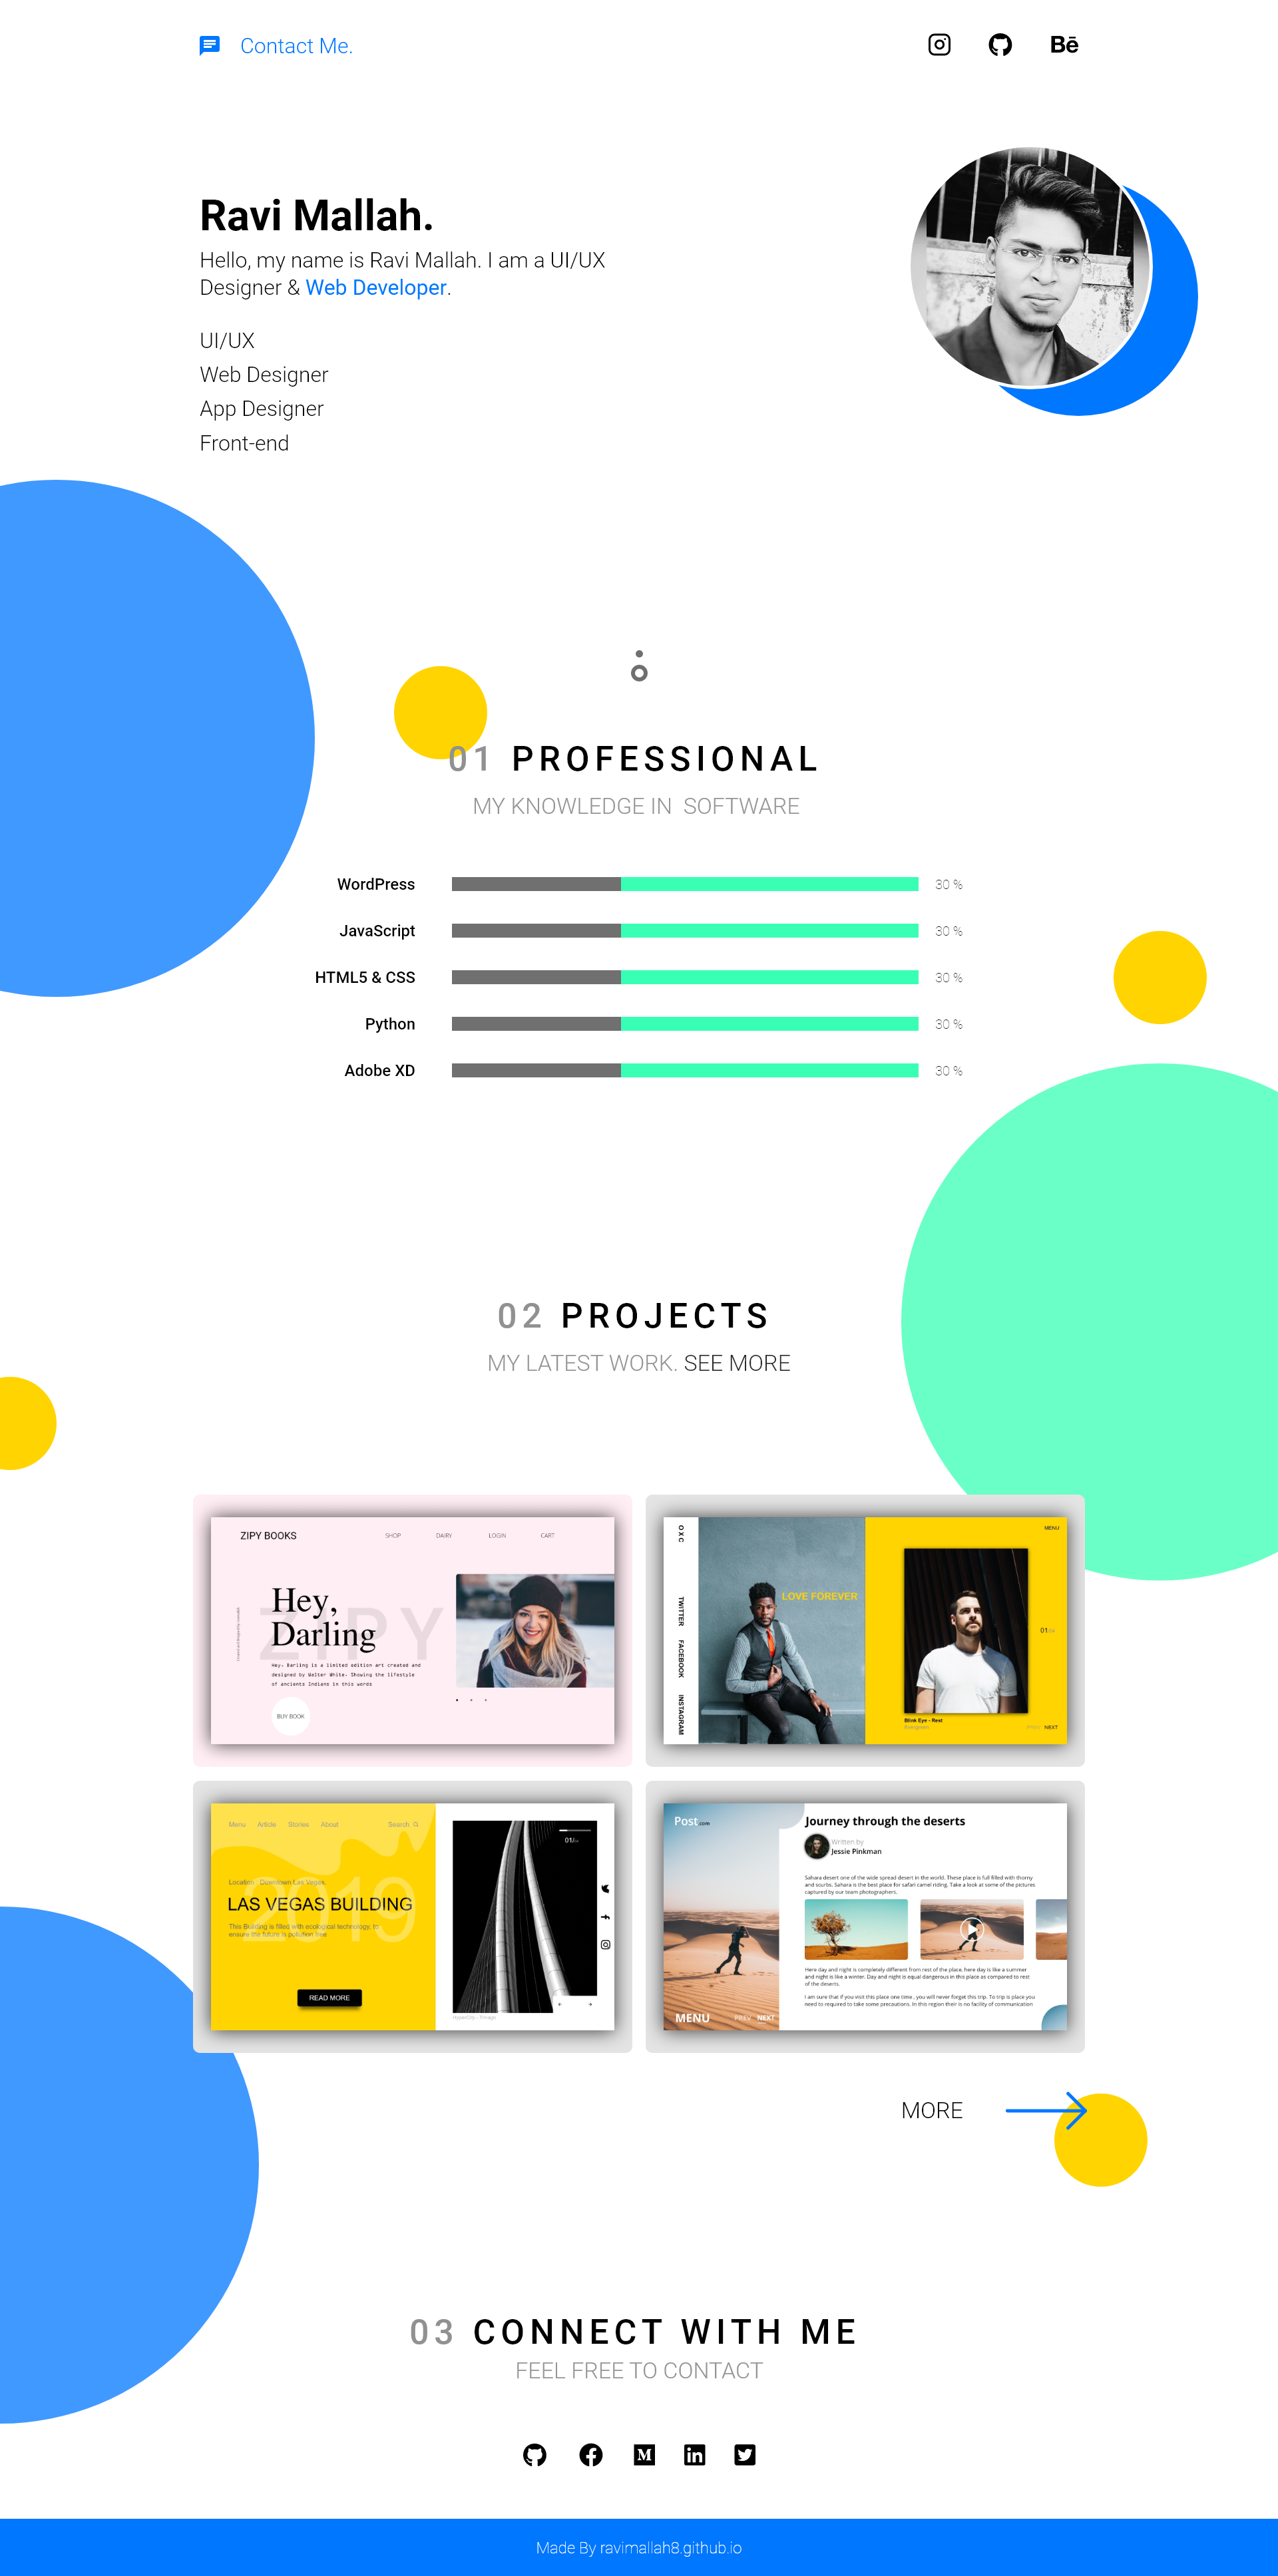 Contact Me.
Bē
Ravi Mallah.
Hello, my name is Ravi Mallah. I am a UI/UX
Designer & Web Developer.
UI/UX
Web Designer
App Designer
Front-end
01 PROFESSIONAL
MY KNOWLEDGE IN SOFTWARE
WordPress 30 %
JavaScript 30 %
HTML5 & CSS 30 %
Python 30 %
Adobe XD 30 %
02 PROJECTS
MY LATEST WORK. SEE MORE
ZIPY BOOKS SHOP DAIRY LOGIN CART
ZIPY
Hey,
Darling
Hey- Darling is a limited edition art created and
designed by Walter White- Showing the lifestyle
of ancients Indians in this words
BUY BOOK
OXC
TWITTER
FACEBOOK
INSTAGRAM
MENU
LOVE FOREVER
01/04
Blink Eye - Rest
Evergreen
PREV NEXT
Menu Article Stories About Search
2019
Location : Downtown Las Vegas.
LAS VEGAS BUILDING
This Building is filled with ecological technology, to
ensure the future is pollution free
READ MORE
01/
Post.com
MENU
PREV NEXT
Journey through the deserts
Written by
Jessie Pinkman
Sahara desert one of the wide spread desert in the world. These place is full filled with thorny
and scurbs. Sahara is the best place for safari camel riding. Take a look at some of the pictures
captured by our team photographers.
Here day and night is completely different from rest of the place, here day is like a summer
and night is like a winter. Day and night is equal dangerous in this place as compared to rest
of the deserts.
I am sure that if you visit this place one time , you will never forget this trip. To trip is place you
need to required to take some precautions. In this region their is no facility of communication
MORE
03 CONNECT WITH ME
FEEL FREE TO CONTACT
Made By ravimallah8.github.io